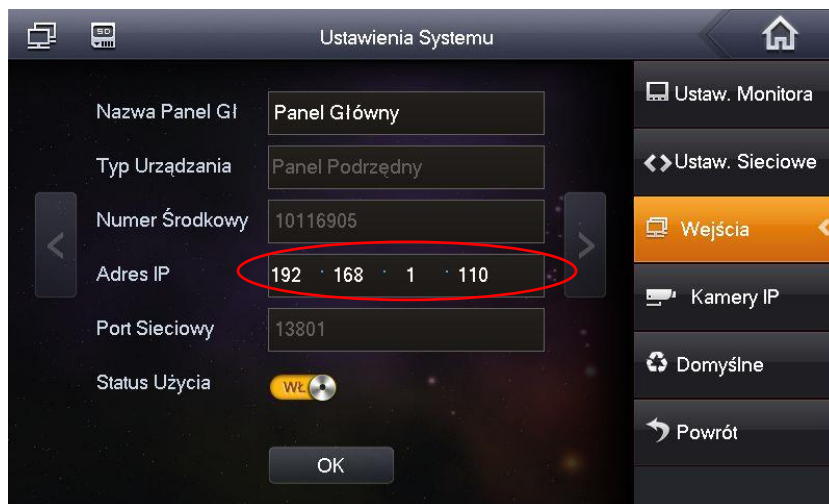 SD
Ustawienia Systemu
Nazwa Panel Gł
Panel Główny
Typ Urządzania
Panel Podrzędny
Numer Środkowy
10116905
Adres IP
192 · 168 · 1 · 110
Port Sieciowy
13801
Status Użycia
WŁ
OK
Ustaw. Monitora
Ustaw. Sieciowe
Wejścia
Kamery IP
Domyślne
Powrót